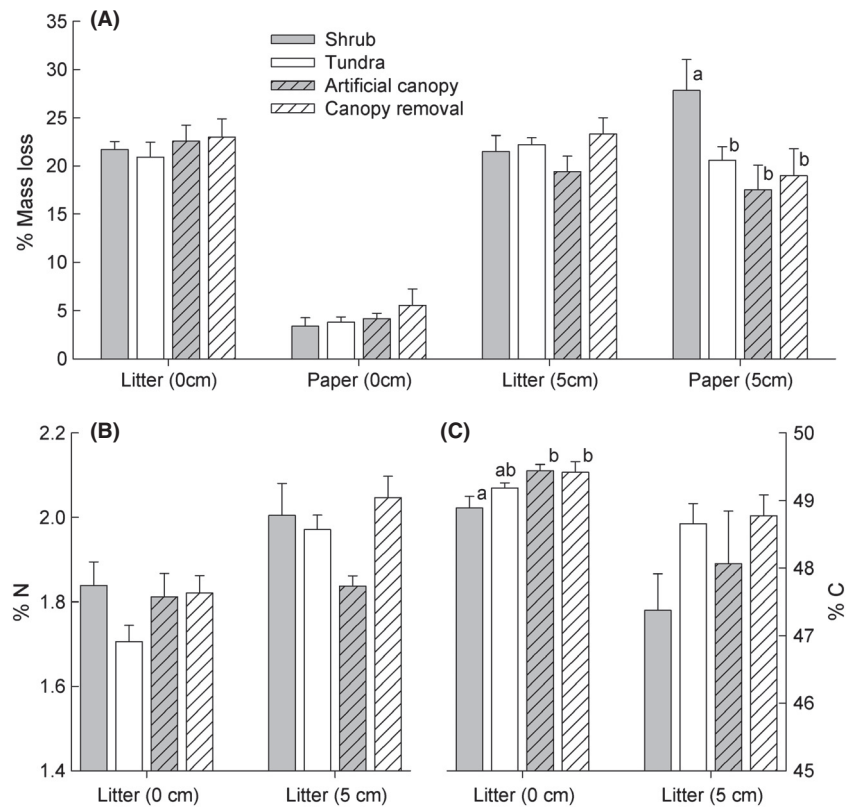 (A)
35
30
25
20
15
10
5
0
% Mass loss
Shrub
Tundra
Artificial canopy
Canopy removal
a
b
b
b
Litter (0cm)
Paper (0cm)
Litter (5cm)
Paper (5cm)
(B)
2.2
2.0
1.8
1.6
1.4
% N
Litter (0 cm)
Litter (5 cm)
(C)
a
ab
b
b
50
49
48
47
46
45
% C
Litter (0 cm)
Litter (5 cm)